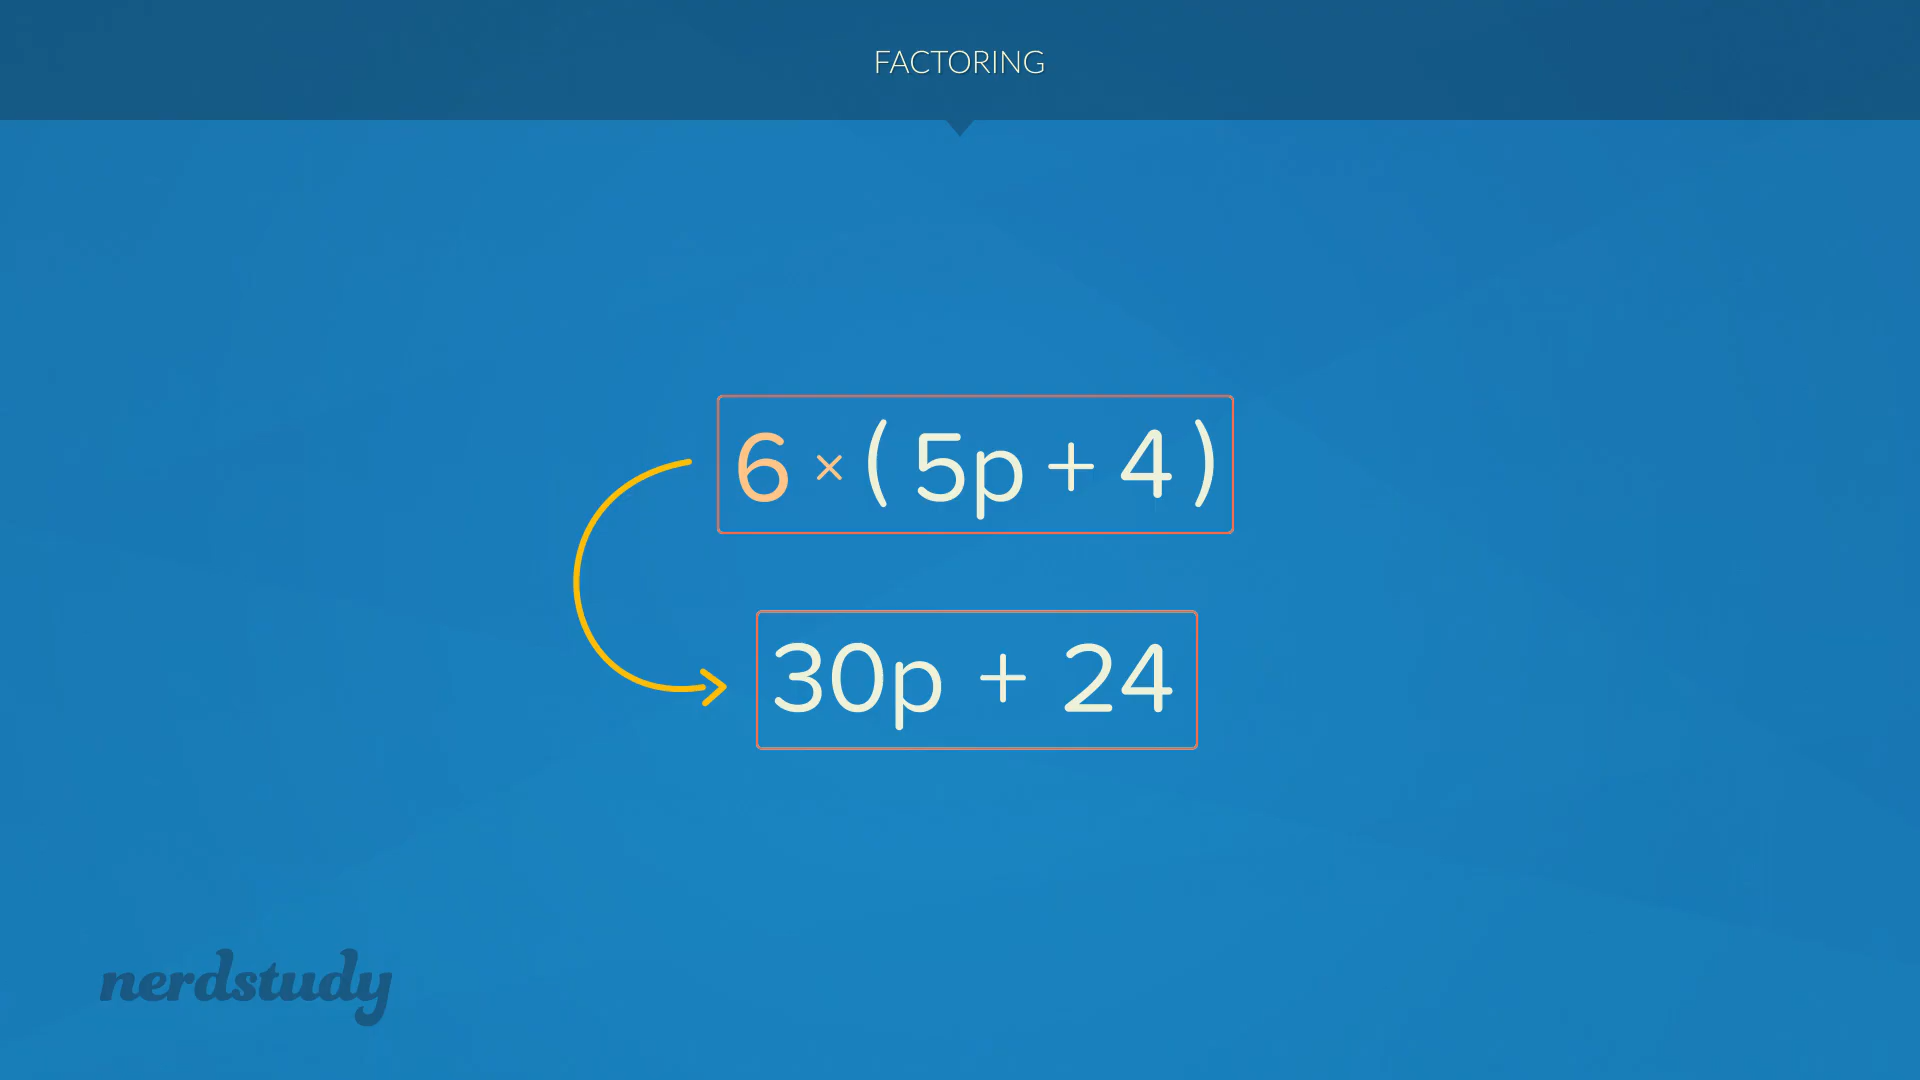 FACTORING
6 × ( 5p + 4 )
30p + 24
nerdstudy